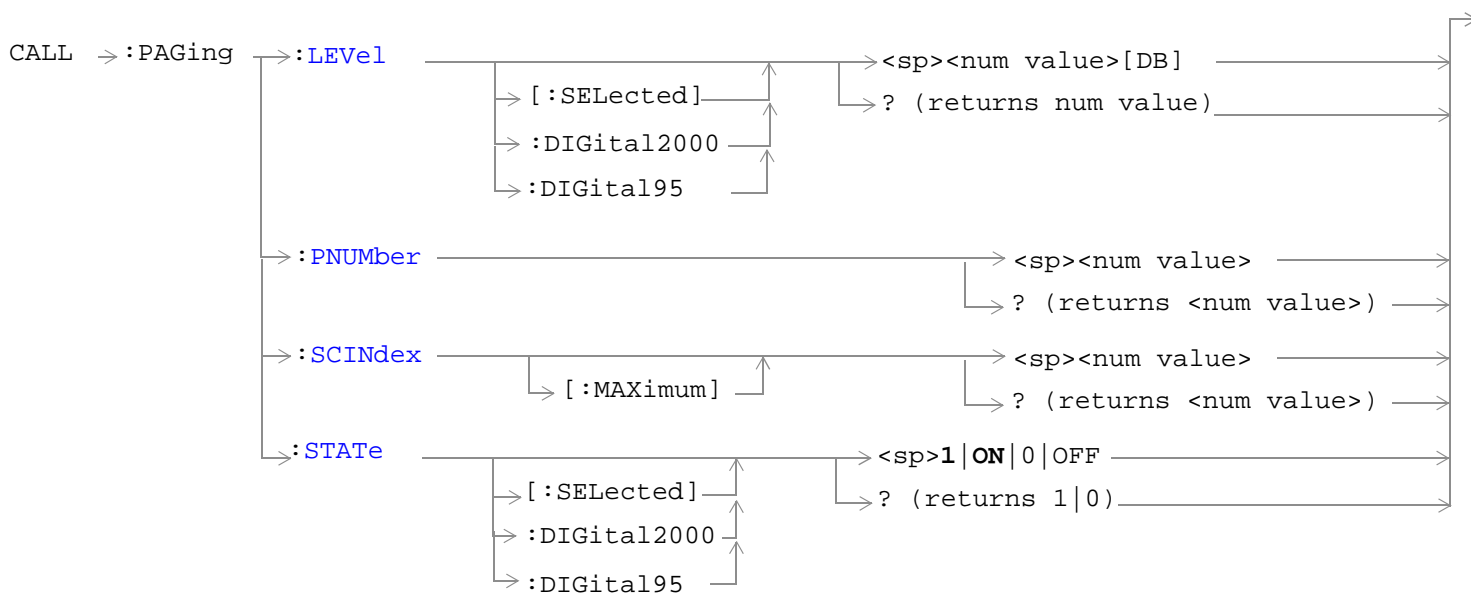 CALL :PAGing :LEVel <sp><num value>[DB]
[:SELected] ? (returns num value)
:DIGital2000
:DIGital95
:PNUMber <sp><num value>
? (returns <num value>)
:SCINdex <sp><num value>
[:MAXimum] ? (returns <num value>)
:STATe <sp>1|ON|0|OFF
[:SELected] ? (returns 1|0)
:DIGital2000
:DIGital95